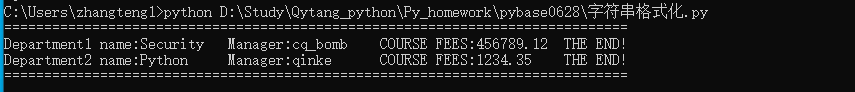 C:\Users\zhangteng1>python D:\Study\Qytang_python\Py_homework\pybase0628\字符串格式化.py
==============================================================================
Department1 name:Security   Manager:cq_bomb    COURSE FEES:456789.12  THE END!
Department2 name:Python     Manager:qinke      COURSE FEES:1234.35    THE END!
==============================================================================